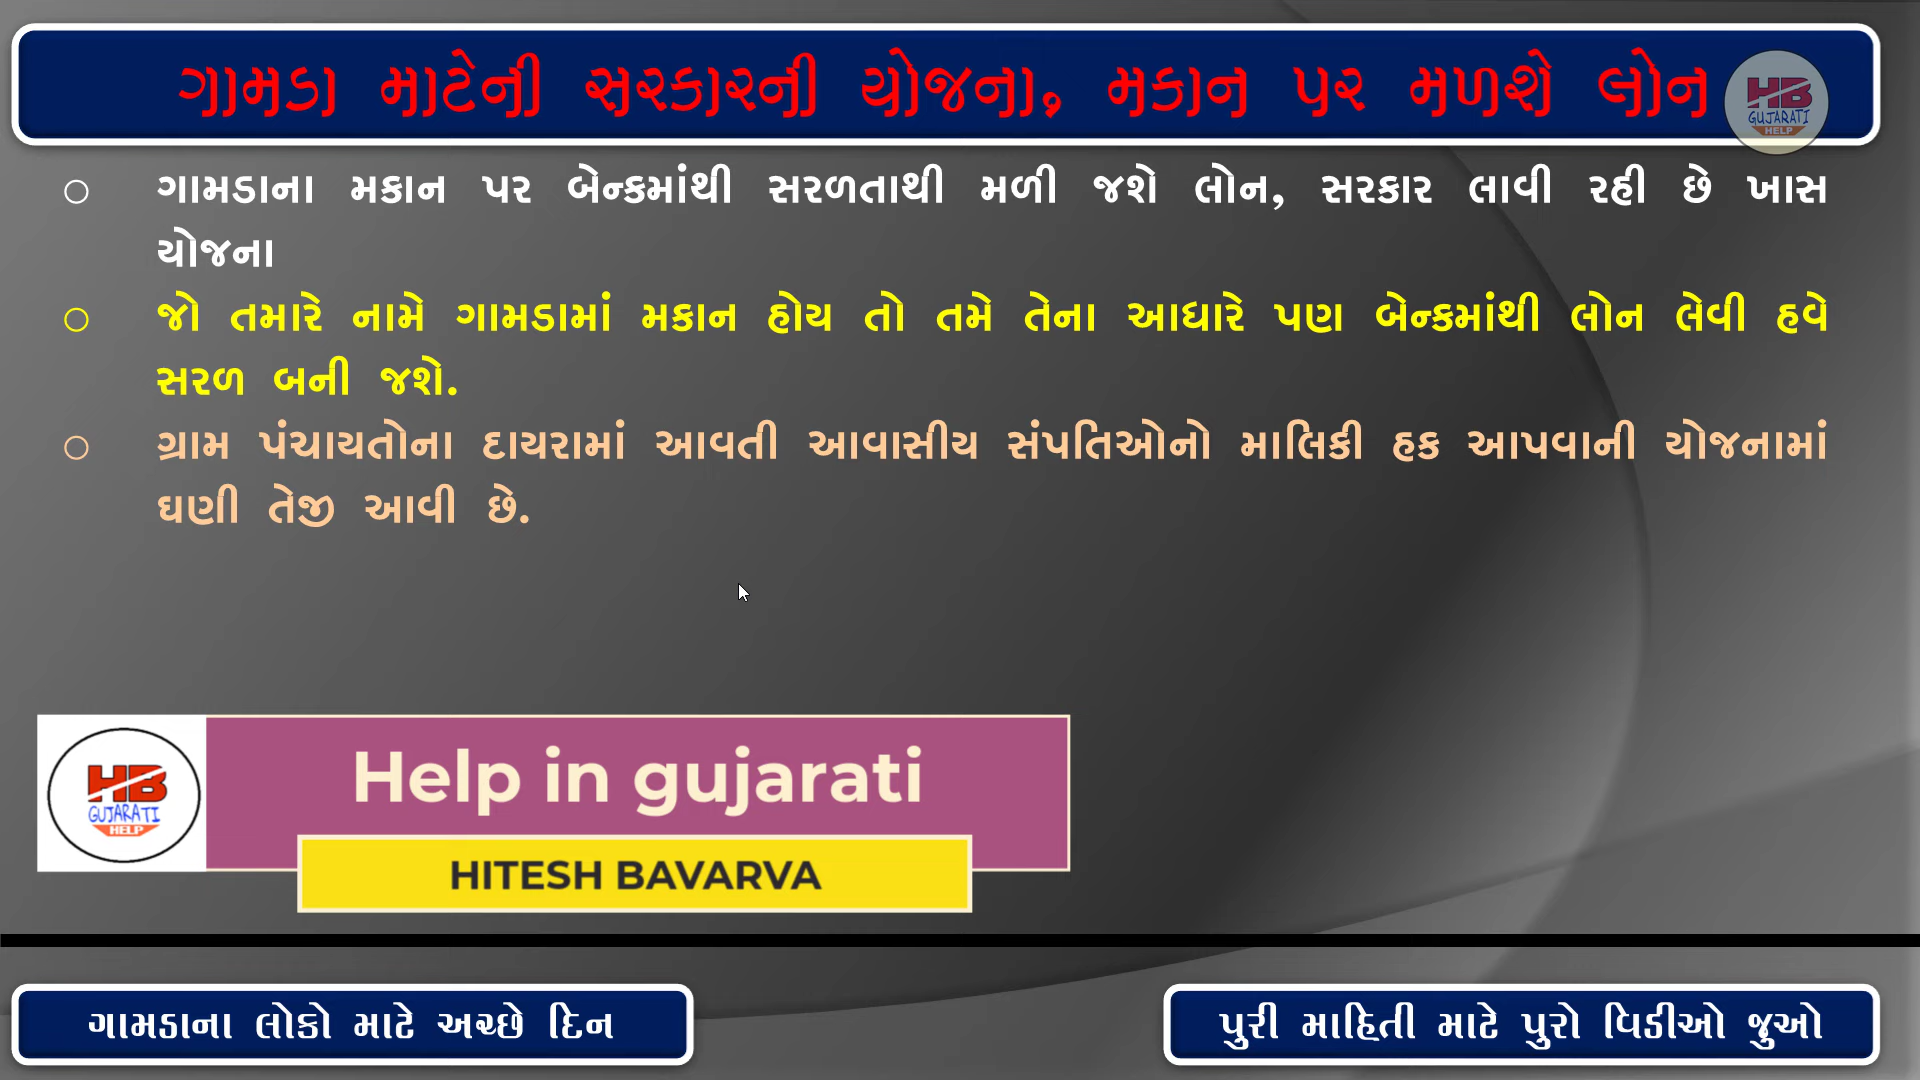 ગામડા માટેની સરકારની યોજના, મકાન પર મળશે લોન
HB
GUJARATI
HELP
ગામડાના મકાન પર બેન્કમાંથી સરળતાથી મળી જશે લોન, સરકાર લાવી રહી છે ખાસ
યોજના
જો તમારે નામે ગામડામાં મકાન હોય તો તમે તેના આધારે પણ બેન્કમાંથી લોન લેવી હવે
સરળ બની જશે.
ગ્રામ પંચાયતોના દાયરામાં આવતી આવાસીય સંપતિઓનો માલિકી હક આપવાની યોજનામાં
ઘણી તેજી આવી છે.
HB
GUJARATI
HELP
Help in gujarati
HITESH BAVARVA
ગામડાના લોકો માટે અચ્છે દિન
પુરી માહિતી માટે પુરો વિડીઓ જુઓ